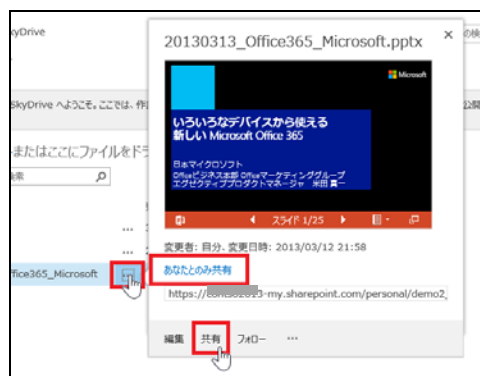 kyDrive
20130313_Office365_Microsoft.pptx
×
の検
Microsoft
SkyDrive へようこそ。ここでは、作
公開
いろいろなデバイスから使える
新しい Microsoft Office 365
またはここにファイルをドラ
日本マイクロソフト
Officeビジネス本部 Officeマーケティンググループ
エグゼクティブプロダクトマネージャ 米田 真一
検索
スライド 1/25
...
...
変更者: 自分、変更日時: 2013/03/12 21:58
ffice365_Microsoft
...
あなたとのみ共有
-my.sharepoint.com/personal/demo2_
編集 共有 フォロー ...